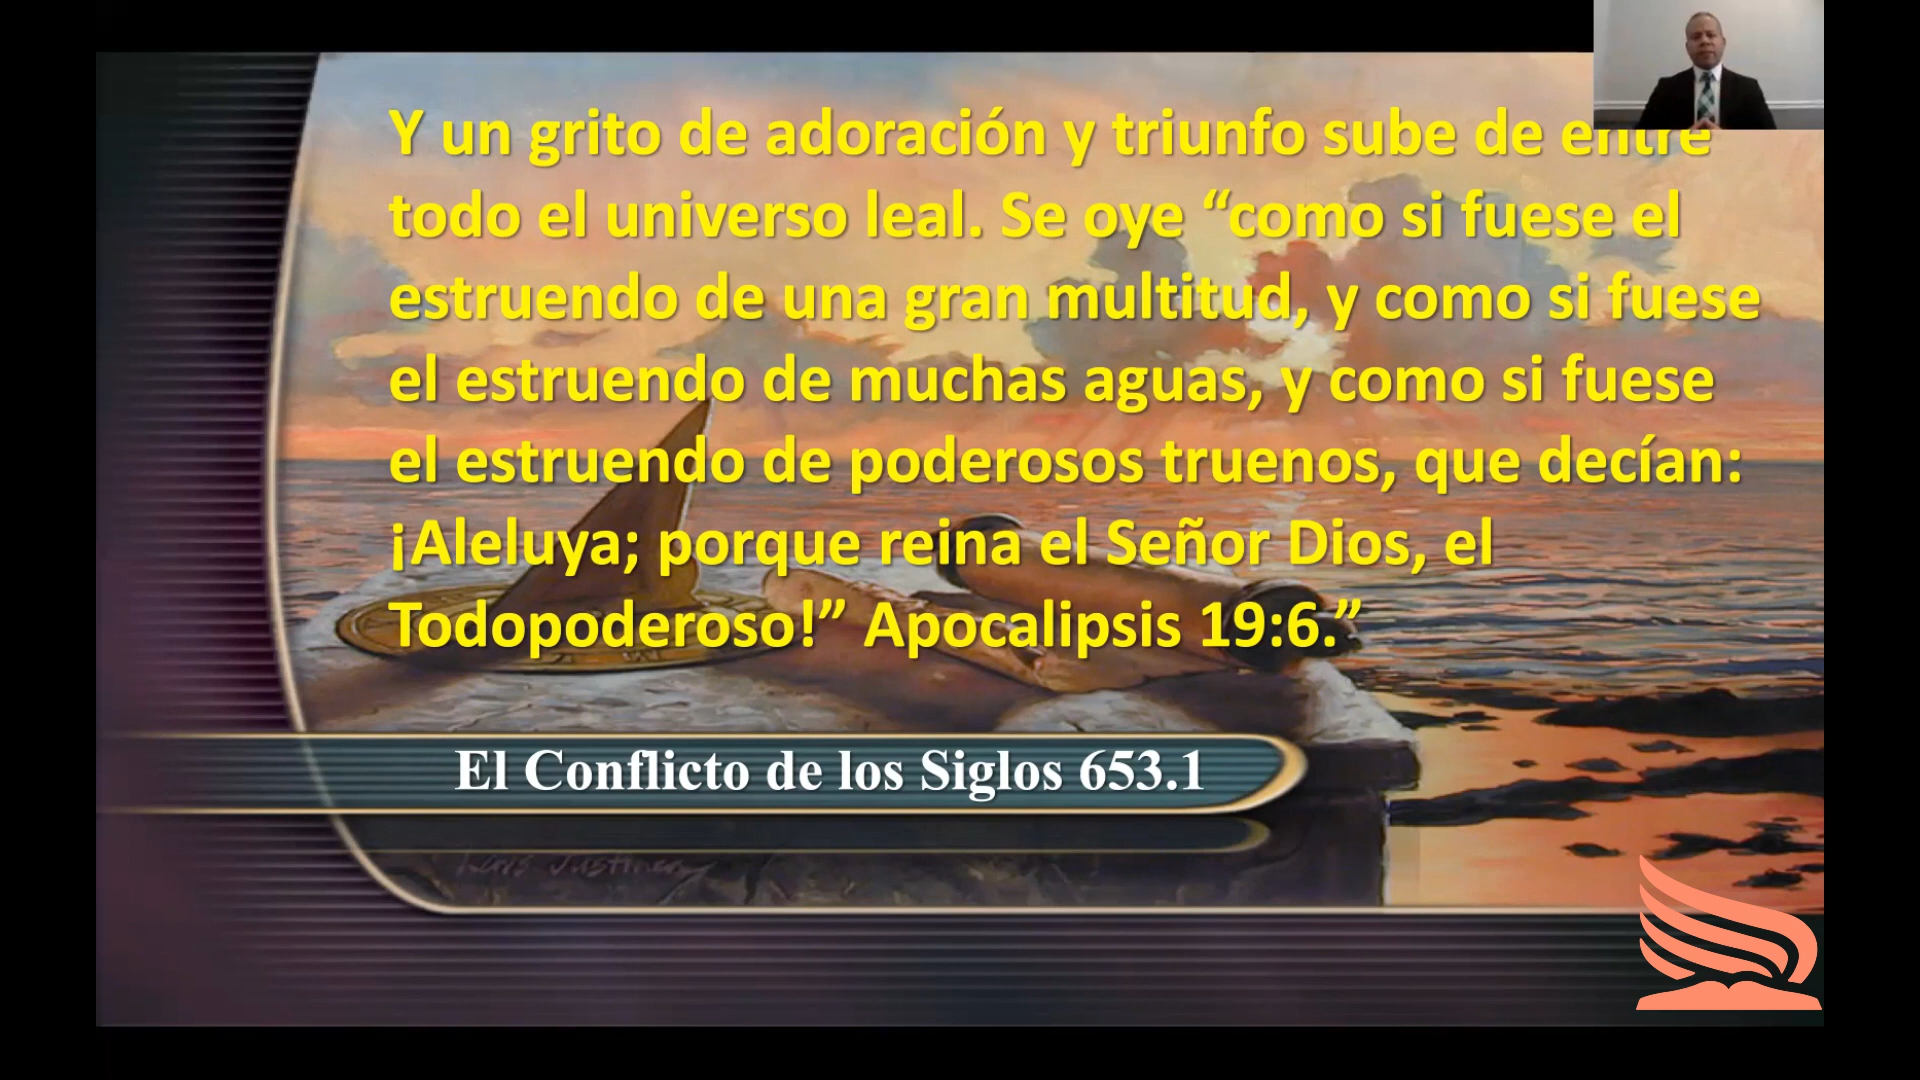 Y un grito de adoración y triunfo sube de entre
todo el universo leal. Se oye “como si fuese el
estruendo de una gran multitud, y como si fuese
el estruendo de muchas aguas, y como si fuese
el estruendo de poderosos truenos, que decían:
¡Aleluya; porque reina el Señor Dios, el
Todopoderoso!” Apocalipsis 19:6.”
El Conflicto de los Siglos 653.1